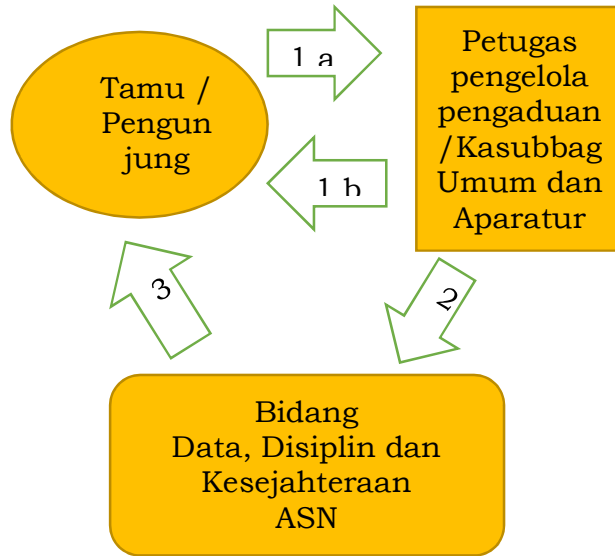 Tamu /
Pengun
jung
1 a
Petugas
pengelola
pengaduan
/Kasubbag
Umum dan
Aparatur
1 b
3
2
Bidang
Data, Disiplin dan
Kesejahteraan
ASN